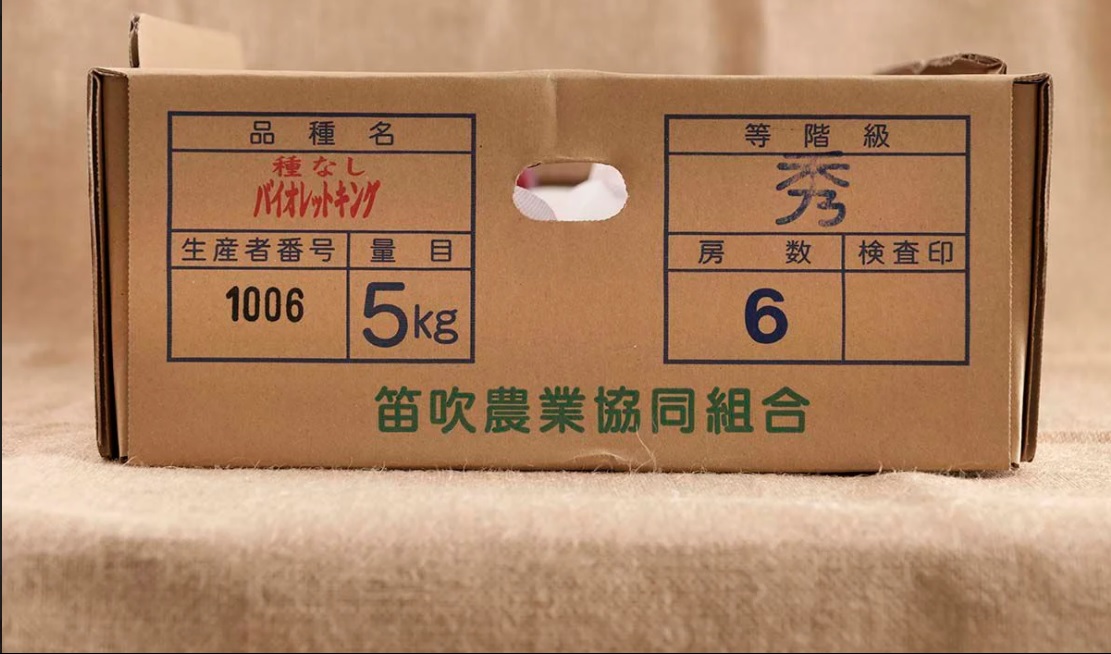 品種名
種なし
バイオレットキング
生産者番号 量目
1006 5kg
等階級
秀
房数 検査印
6
笛吹農業協同組合